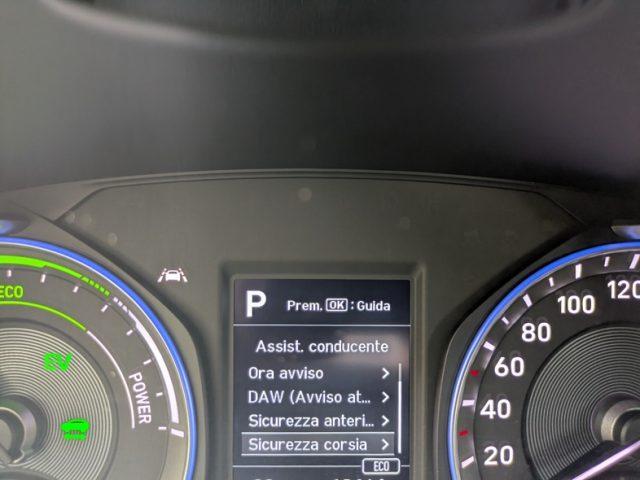 P Prem. OK : Guida
Assist. conducente
Ora avviso >
DAW (Avviso at... >
Sicurezza anteri... >
Sicurezza corsia >
ECO
ECO
EV
POWER
120
100
80
60
40
20